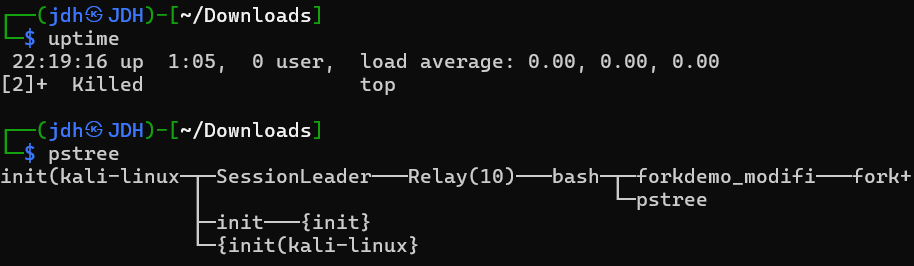 ┌──(jdh㉿JDH)-[~/Downloads]
└─$ uptime
 22:19:16 up  1:05,  0 user,  load average: 0.00, 0.00, 0.00
[2]+  Killed                  top

┌──(jdh㉿JDH)-[~/Downloads]
└─$ pstree
init(kali-linux─┬─SessionLeader───Relay(10)───bash─┬─forkdemo_modifi───fork+
                │                                  └─pstree
                ├─init───{init}
                └─{init(kali-linux}